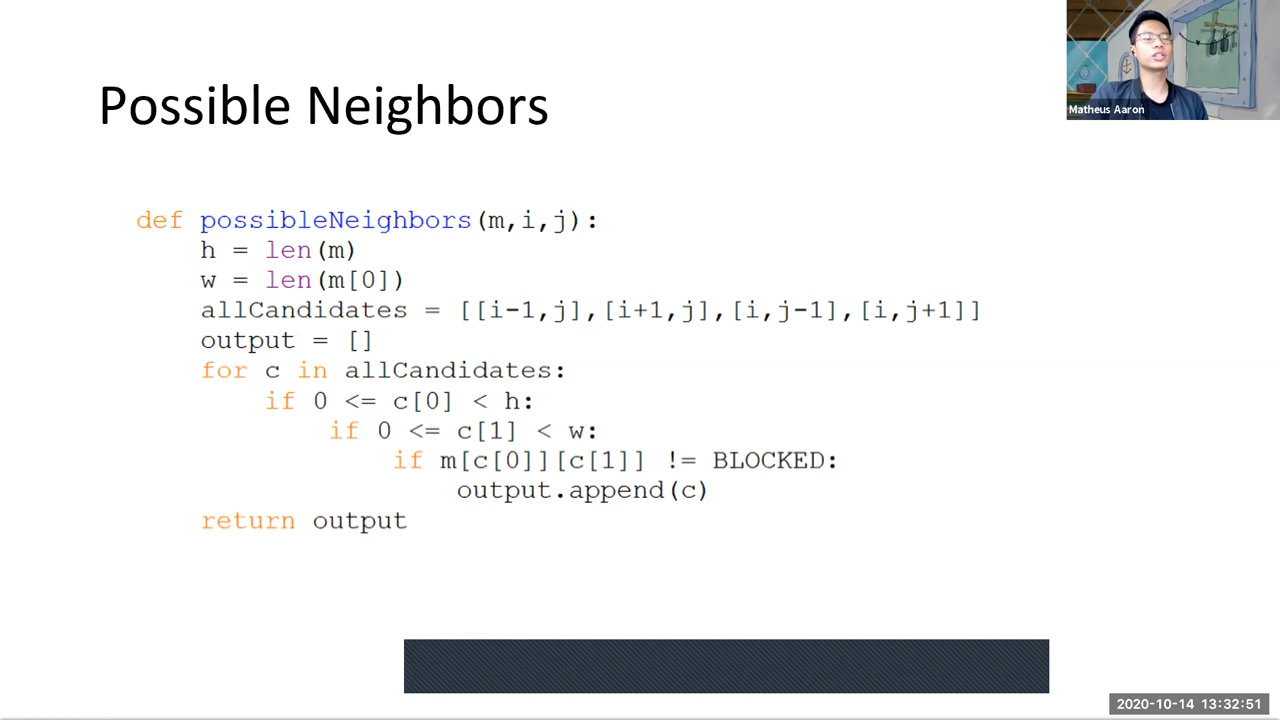 Possible Neighbors
Matheus Aaron
def possibleNeighbors(m,i,j):
    h = len(m)
    w = len(m[0])
    allCandidates = [[i-1,j],[i+1,j],[i,j-1],[i,j+1]]
    output = []
    for c in allCandidates:
        if 0 <= c[0] < h:
            if 0 <= c[1] < w:
                if m[c[0]][c[1]] != BLOCKED:
                    output.append(c)
    return output
2020-10-14 13:32:51